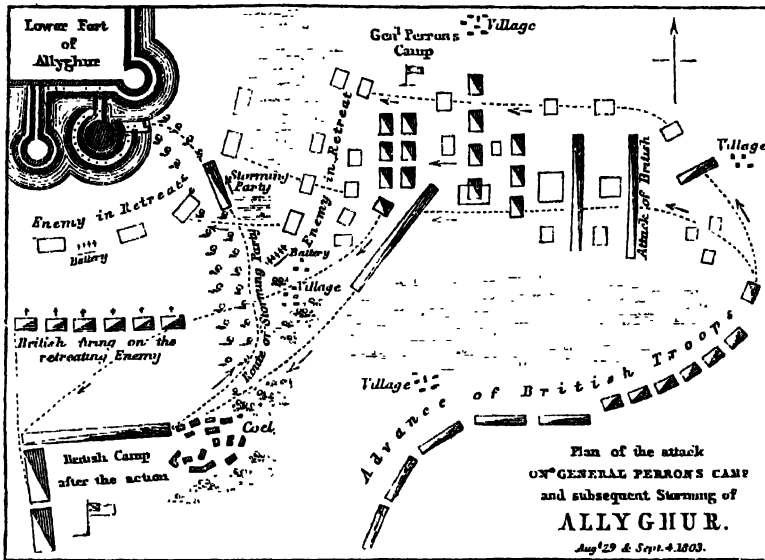 Lower Fort
of
Allyghur
Genl. Perrons
Camp
Village
Village
Storming
Party
Enemy in Retreat
Enemy in Retreat
Battery
Battery
Village
Attack of British
Route of Storming Party
British firing on the
retreating Enemy
Village
Advance of British Troops
Coel
British Camp
after the action
Plan of the attack
ON GENERAL PERRONS CAMP
and subsequent Storming of
ALLYGHUR.
Augt. 29 & Sept. 4. 1803.